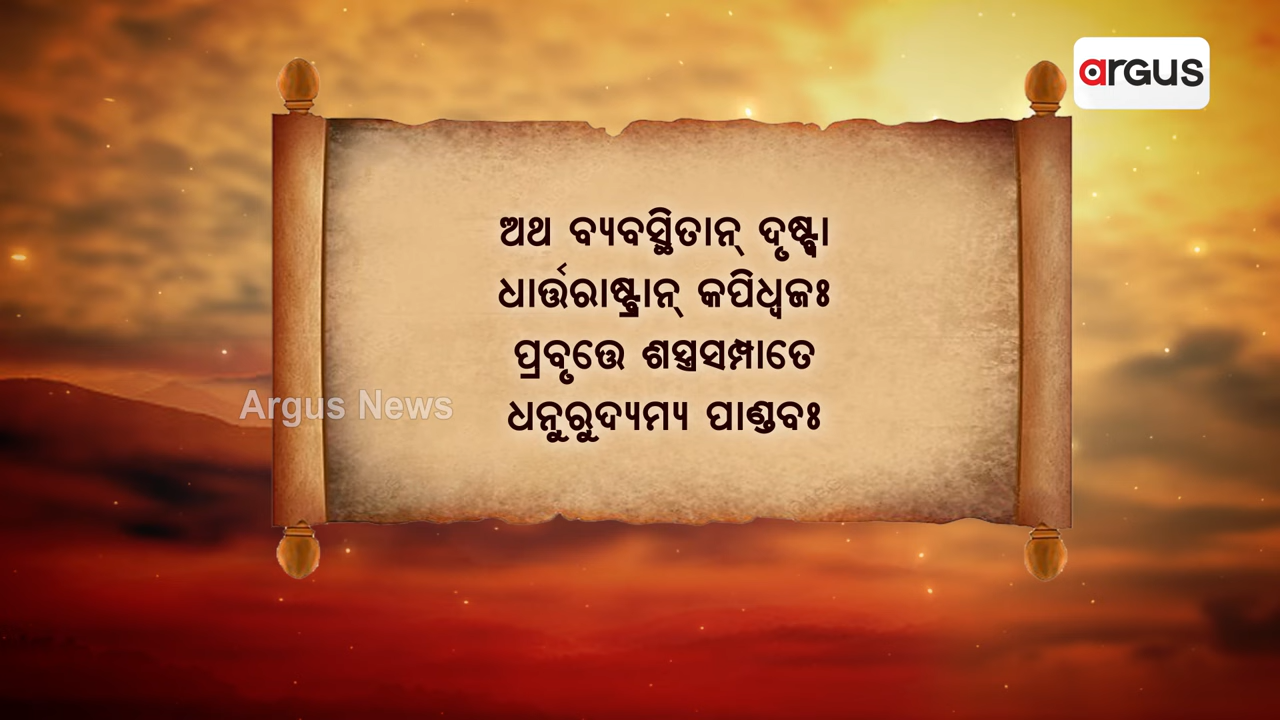 argus
ଅଥ ବ୍ୟବସ୍ଥିତାନ୍ ଦୃଷ୍ଟ୍ୱା
ଧାର୍ତ୍ତରାଷ୍ଟ୍ରାନ୍ କପିଧ୍ୱଜଃ
ପ୍ରବୃତ୍ତେ ଶସ୍ତ୍ରସମ୍ପାତେ
Argus News
ଧନୁରୁଦ୍ୟମ୍ୟ ପାଣ୍ଡବଃ